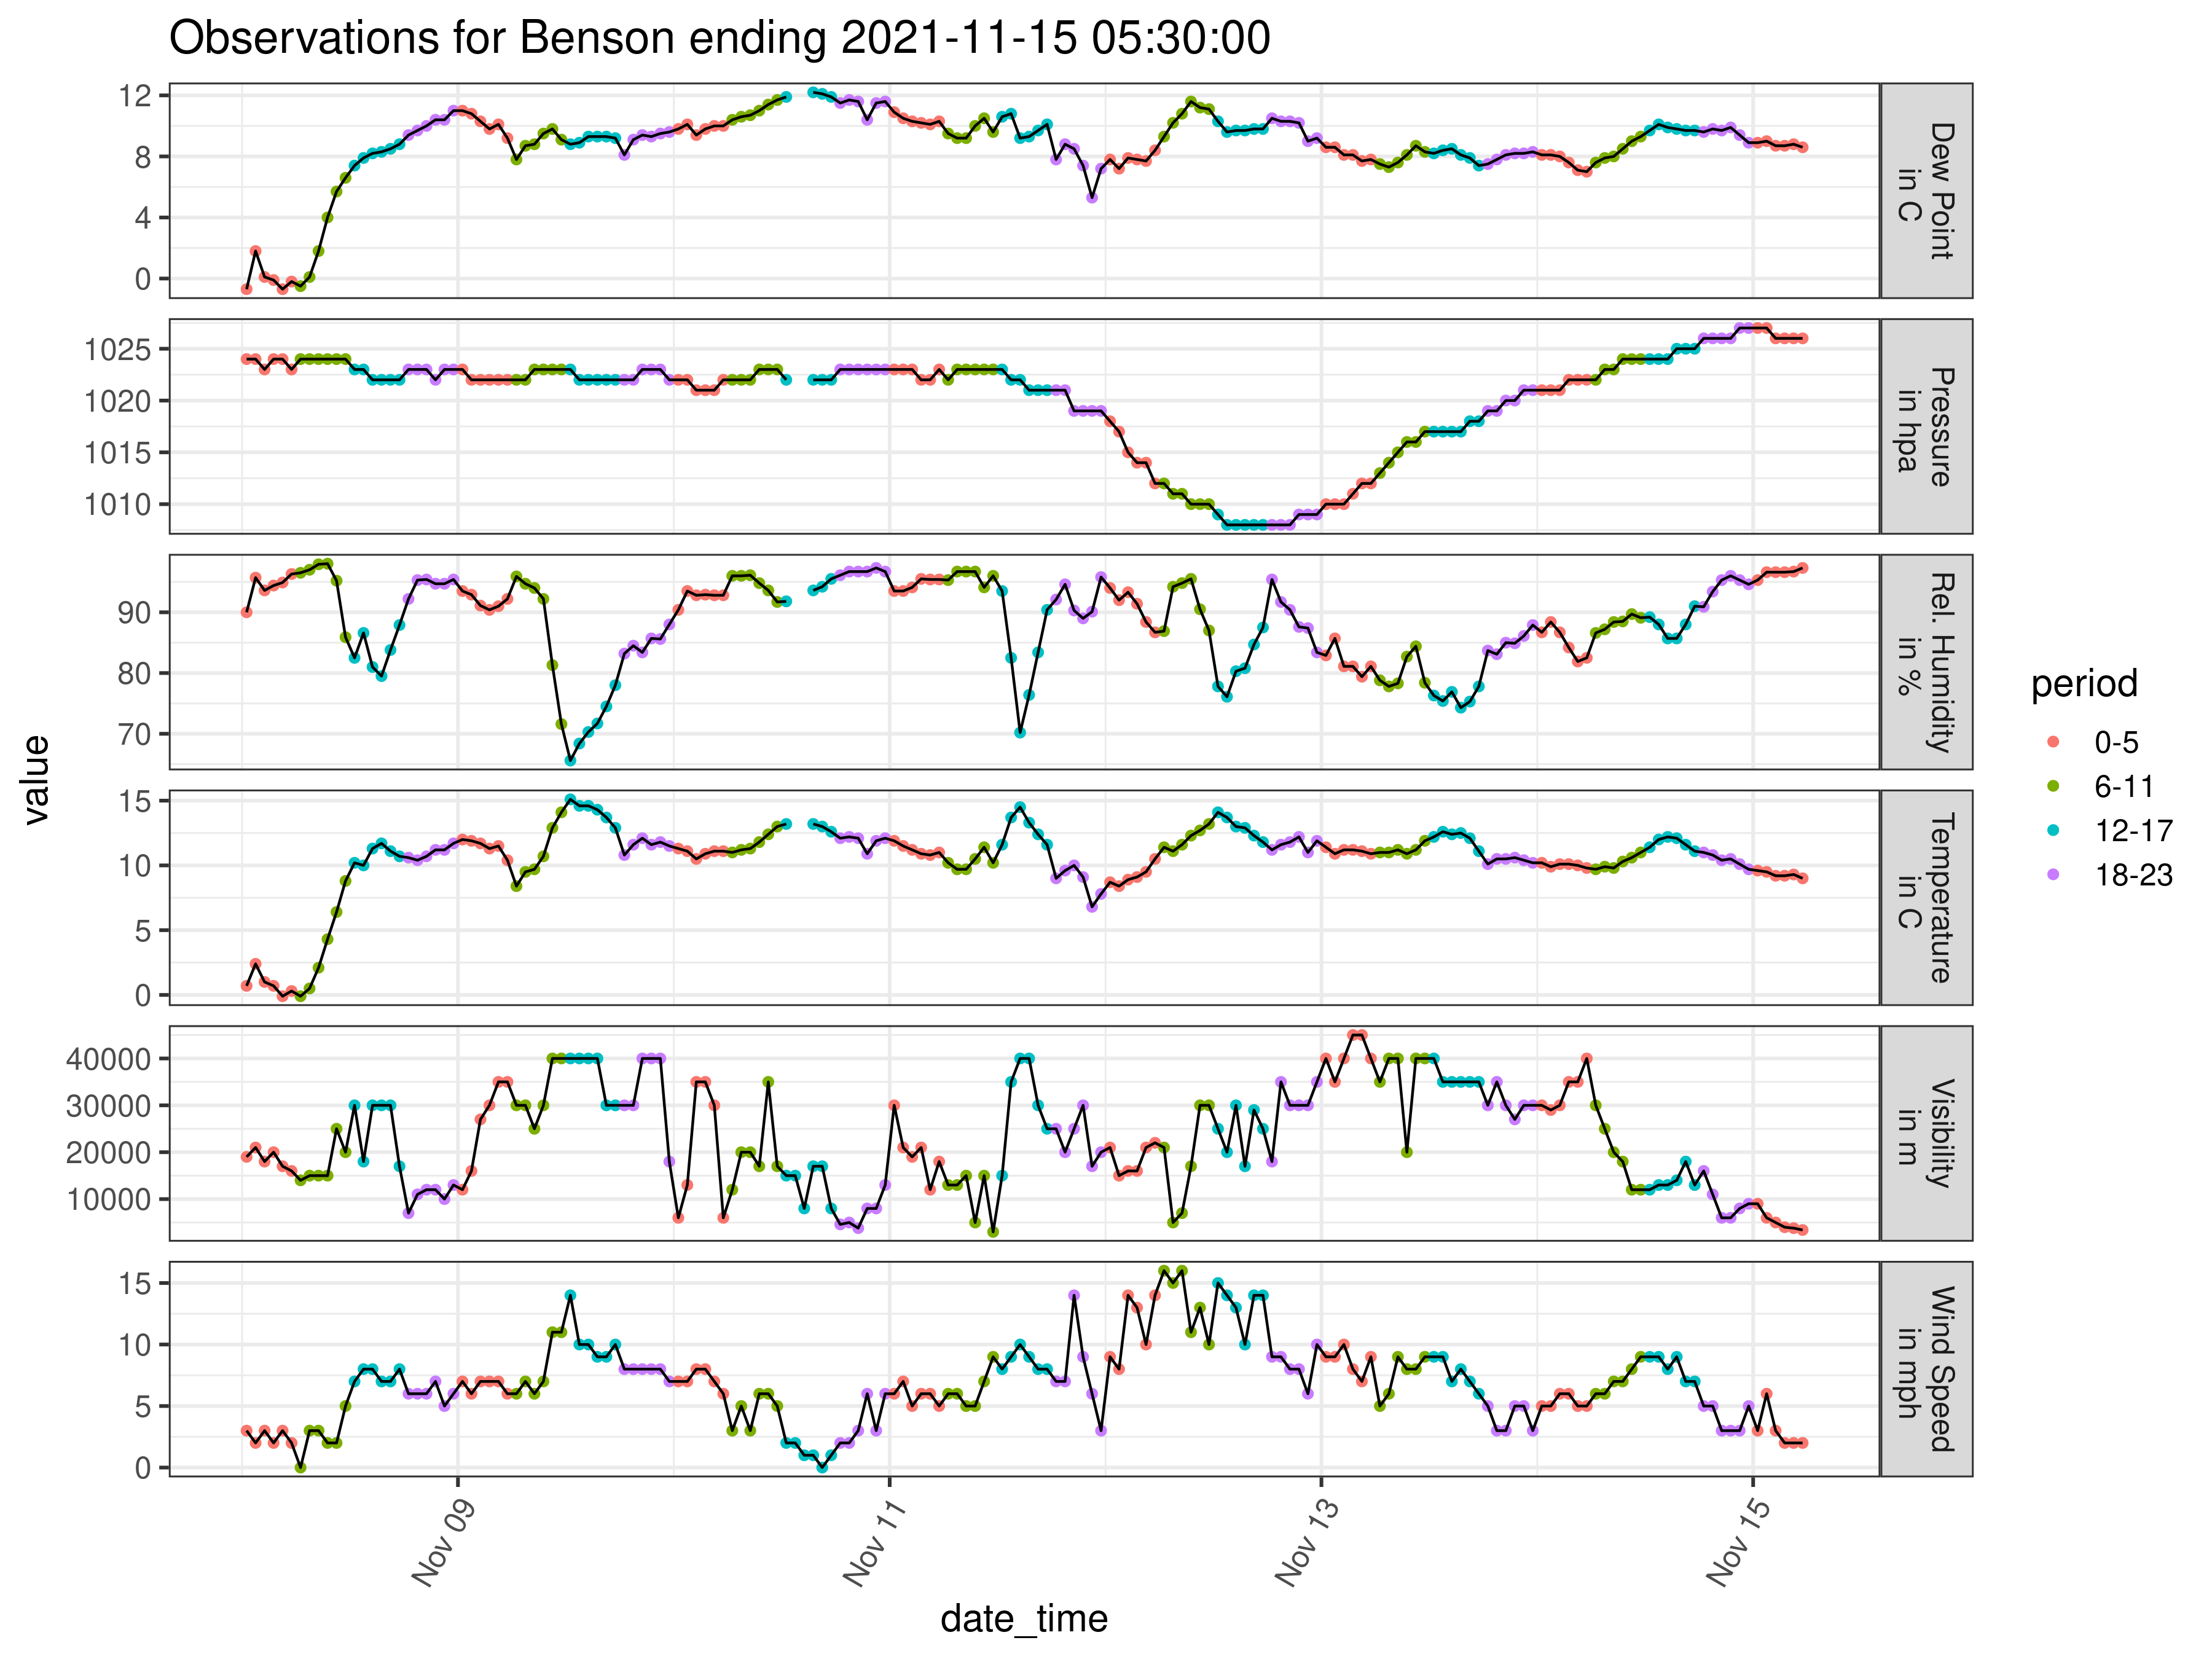 Observations for Benson ending 2021-11-15 05:30:00
value
12
8
4
0
Dew Point
in C
1025
1020
1015
1010
Pressure
in hpa
90
80
70
Rel. Humidity
in %
15
10
5
0
Temperature
in C
40000
30000
20000
10000
Visibility
in m
15
10
5
0
Wind Speed
in mph
Nov 09
Nov 11
Nov 13
Nov 15
date_time
period
0-5
6-11
12-17
18-23